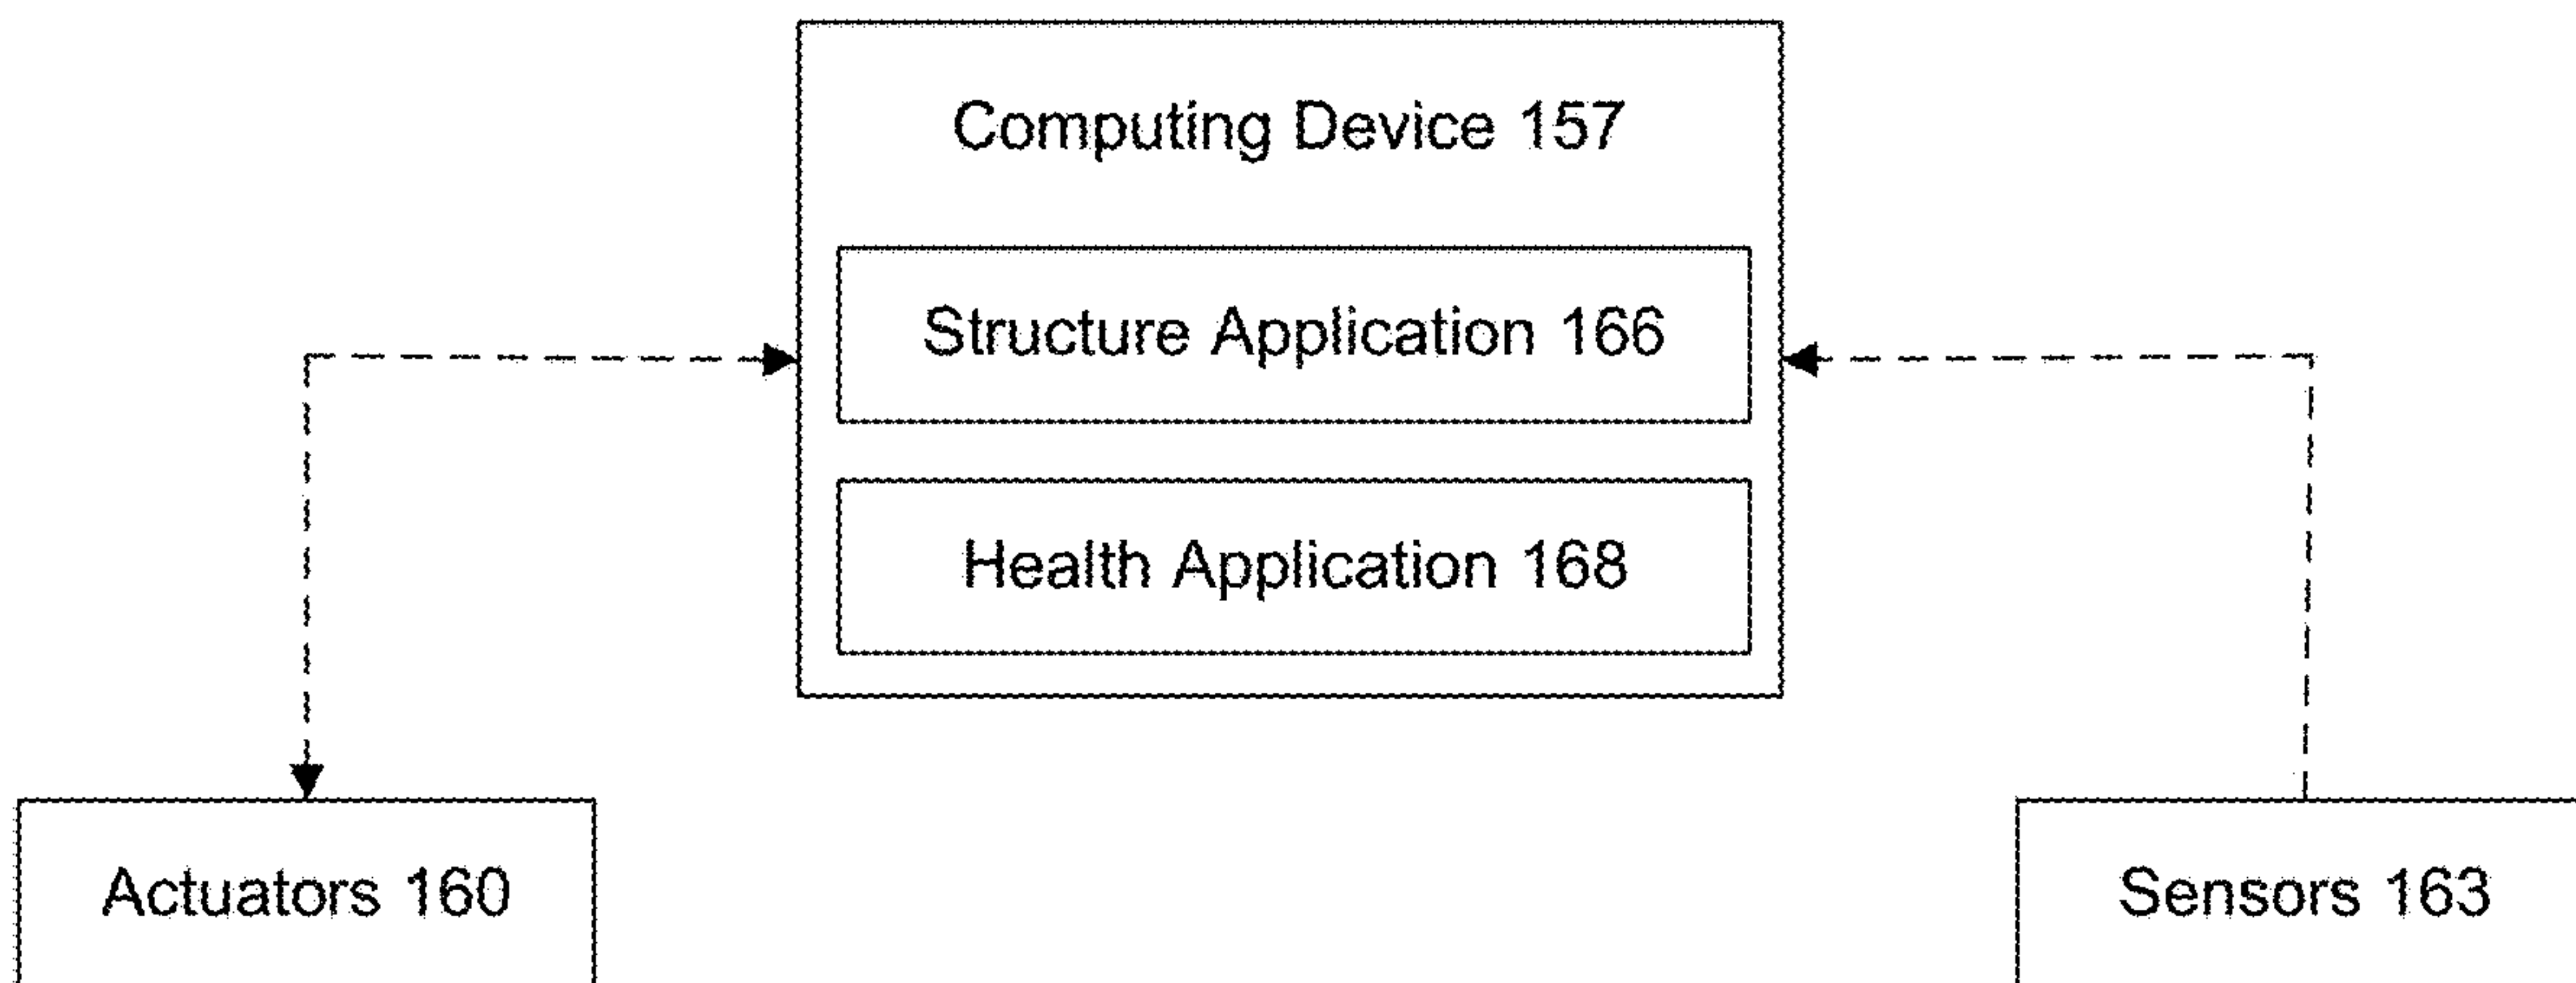 Computing Device 157
Structure Application 166
Health Application 168
Actuators 160
Sensors 163